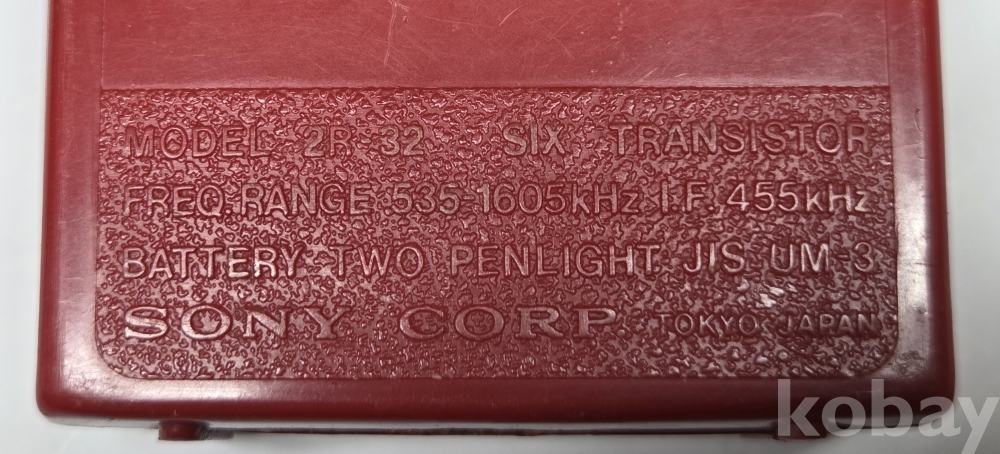 MODEL 2R-32 SIX TRANSISTOR
FREQ.RANGE 535-1605kHz I.F. 455kHz
BATTERY TWO PENLIGHT JIS UM-3
SONY CORP TOKYO JAPAN
kobay